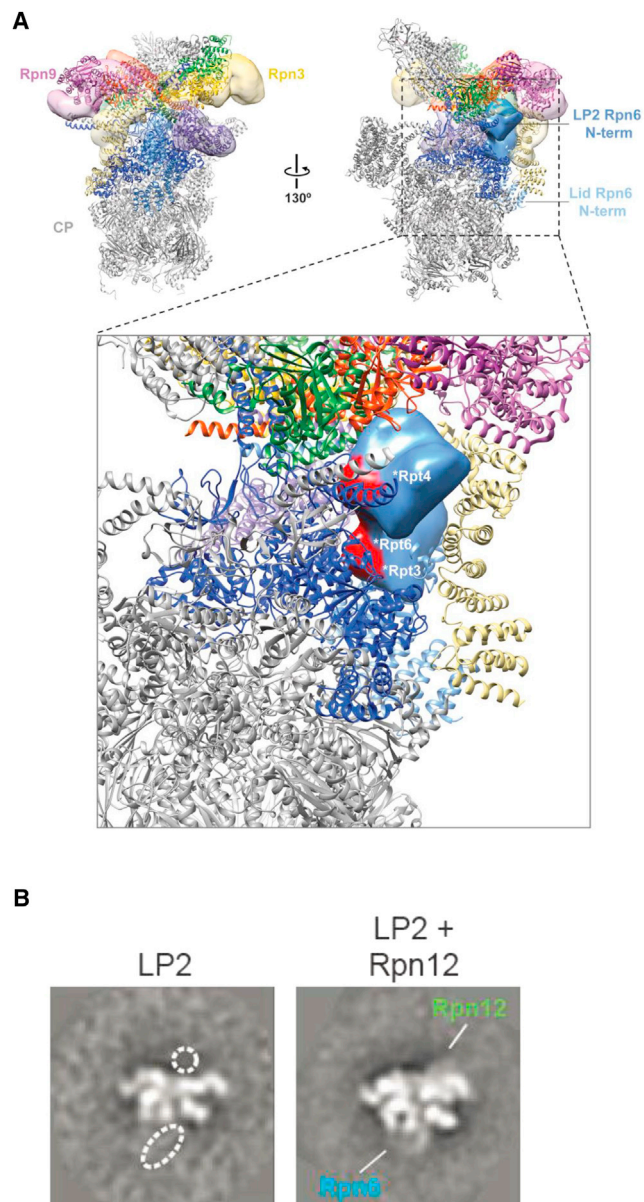 A
Rpn9
Rpn3
LP2 Rpn6
N-term
130°
Lid Rpn6
N-term
CP
*Rpt4
*Rpt6
*Rpt3
B
LP2
LP2 +
Rpn12
Rpn12
Rpn6